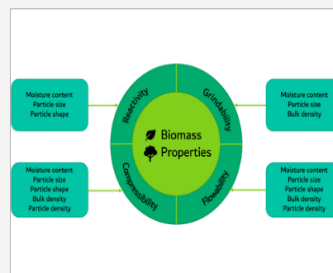 Moisture content
Particle size
Particle shape
Reactivity
Grindability
Moisture content
Particle size
Bulk density
Biomass
Properties
Moisture content
Particle size
Particle shape
Bulk density
Particle density
Compressibility
Flowability
Moisture content
Particle size
Particle shape
Bulk density
Particle density